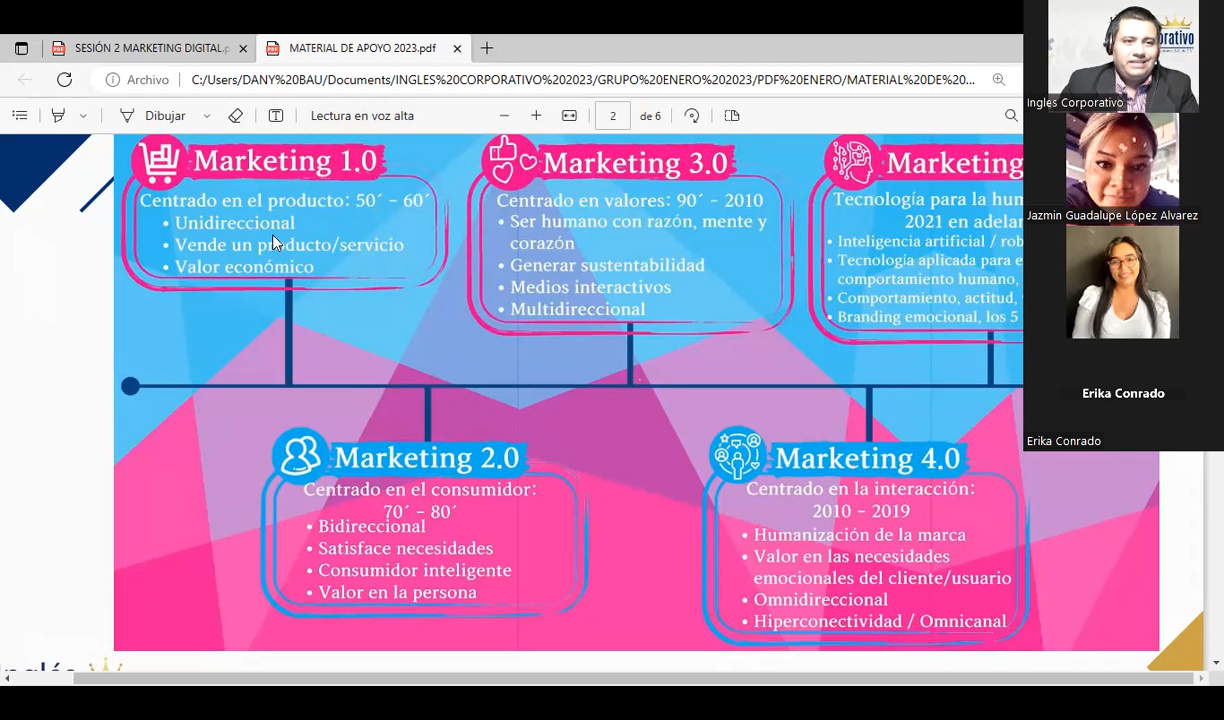 SESIÓN 2 MARKETING DIGITAL.p
MATERIAL DE APOYO 2023.pdf
Archivo
C:/Users/DANY%20BAU/Documents/INGLES%20CORPORATIVO%202023/GRUPO%20ENERO%202023/PDF%20ENERO/MATERIAL%20DE%20...
Dibujar
Lectura en voz alta
2
de 6
Marketing 1.0
Centrado en el producto: 50´ - 60´
• Unidireccional
• Vende un producto/servicio
• Valor económico
Marketing 3.0
Centrado en valores: 90´ - 2010
• Ser humano con razón, mente y
corazón
• Generar sustentabilidad
• Medios interactivos
• Multidireccional
Marketing
Tecnología para la hum
2021 en adelan
• Inteligencia artificial / rob
• Tecnología aplicada para e
comportamiento humano,
• Comportamiento, actitud,
• Branding emocional, los 5
Marketing 2.0
Centrado en el consumidor:
70´ - 80´
• Bidireccional
• Satisface necesidades
• Consumidor inteligente
• Valor en la persona
Marketing 4.0
Centrado en la interacción:
2010 - 2019
• Humanización de la marca
• Valor en las necesidades
emocionales del cliente/usuario
• Omnidireccional
• Hiperconectividad / Omnicanal
Inglés
orativo
Ingles Corporativo
Jazmin Guadalupe López Alvarez
Erika Conrado
Erika Conrado